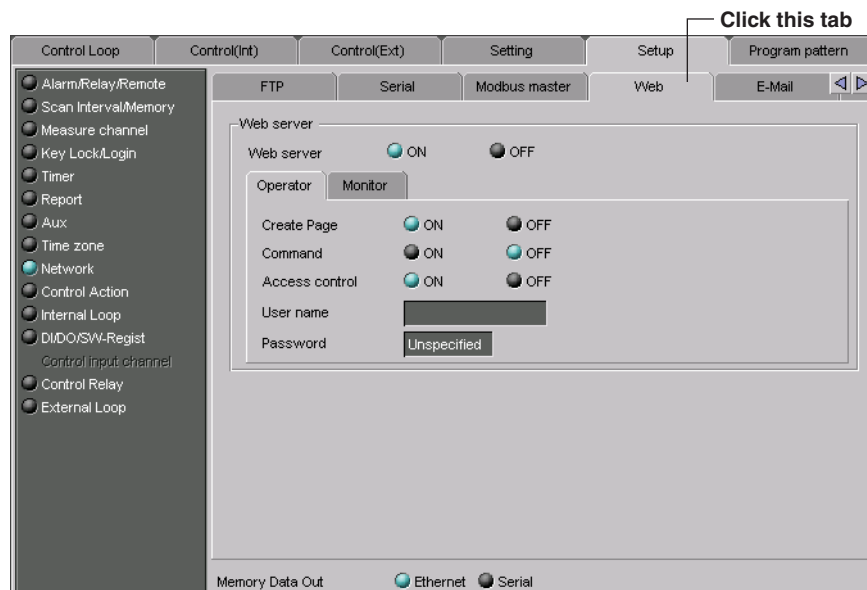 Click this tab
Control Loop Control(Int) Control(Ext) Setting Setup Program pattern
Alarm/Relay/Remote
Scan Interval/Memory
Measure channel
Key Lock/Login
Timer
Report
Aux
Time zone
Network
Control Action
Internal Loop
DI/DO/SW-Regist
Control input channel
Control Relay
External Loop
FTP Serial Modbus master Web E-Mail
Web server
Web server ON OFF
Operator Monitor
Create Page ON OFF
Command ON OFF
Access control ON OFF
User name
Password Unspecified
Memory Data Out Ethernet Serial